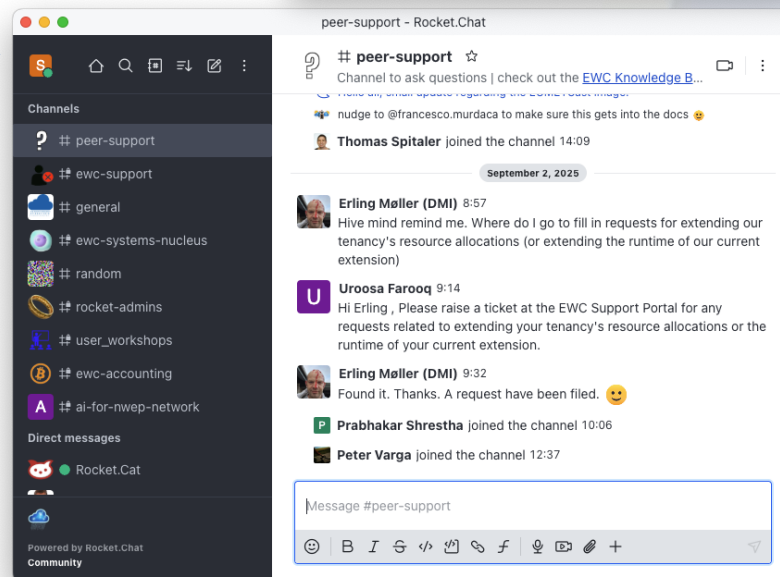 peer-support - Rocket.Chat
S
Channels
peer-support
ewc-support
general
ewc-systems-nucleus
random
rocket-admins
user_workshops
ewc-accounting
A
ai-for-nwep-network
Direct messages
Rocket.Cat
Powered by Rocket.Chat
Community
peer-support
Channel to ask questions | check out the EWC Knowledge B...
nudge to @francesco.murdaca to make sure this gets into the docs
Thomas Spitaler joined the channel 14:09
September 2, 2025
Erling Møller (DMI) 8:57
Hive mind remind me. Where do I go to fill in requests for extending our
tenancy's resource allocations (or extending the runtime of our current
extension)
U
Uroosa Farooq 9:14
Hi Erling , Please raise a ticket at the EWC Support Portal for any
requests related to extending your tenancy's resource allocations or the
runtime of your current extension.
Erling Møller (DMI) 9:32
Found it. Thanks. A request have been filed.
P
Prabhakar Shrestha joined the channel 10:06
Peter Varga joined the channel 12:37
Message #peer-support